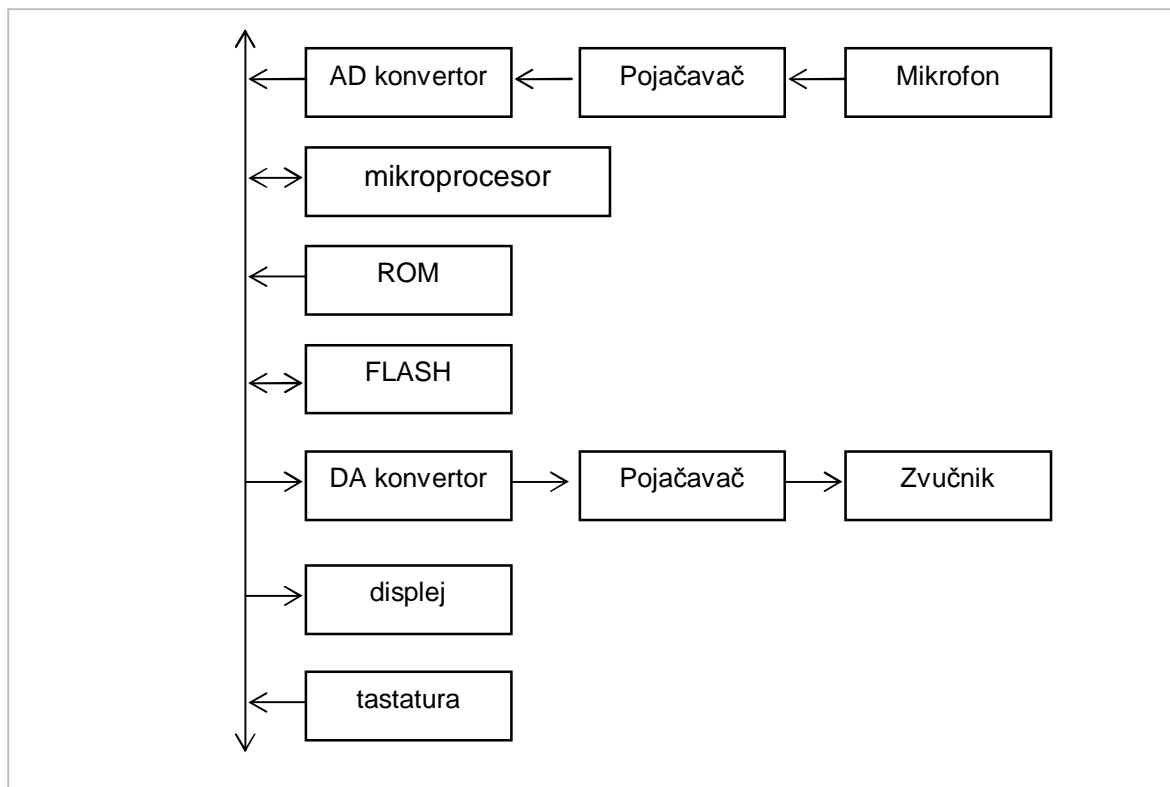 AD konvertor
Pojačavač
Mikrofon
mikroprocesor
ROM
FLASH
DA konvertor
Pojačavač
Zvučnik
displej
tastatura